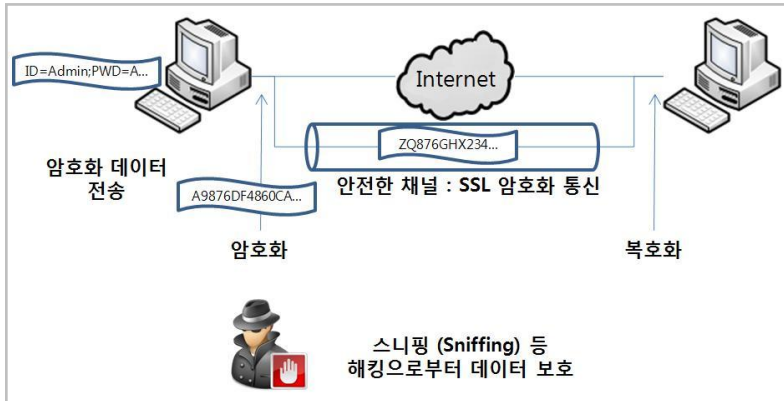 ID=Admin;PWD=A...
Internet
ZQ876GHX234...
암호화 데이터
전송
A9876DF4860CA...
안전한 채널 : SSL 암호화 통신
암호화
복호화
스니핑 (Sniffing) 등
해킹으로부터 데이터 보호